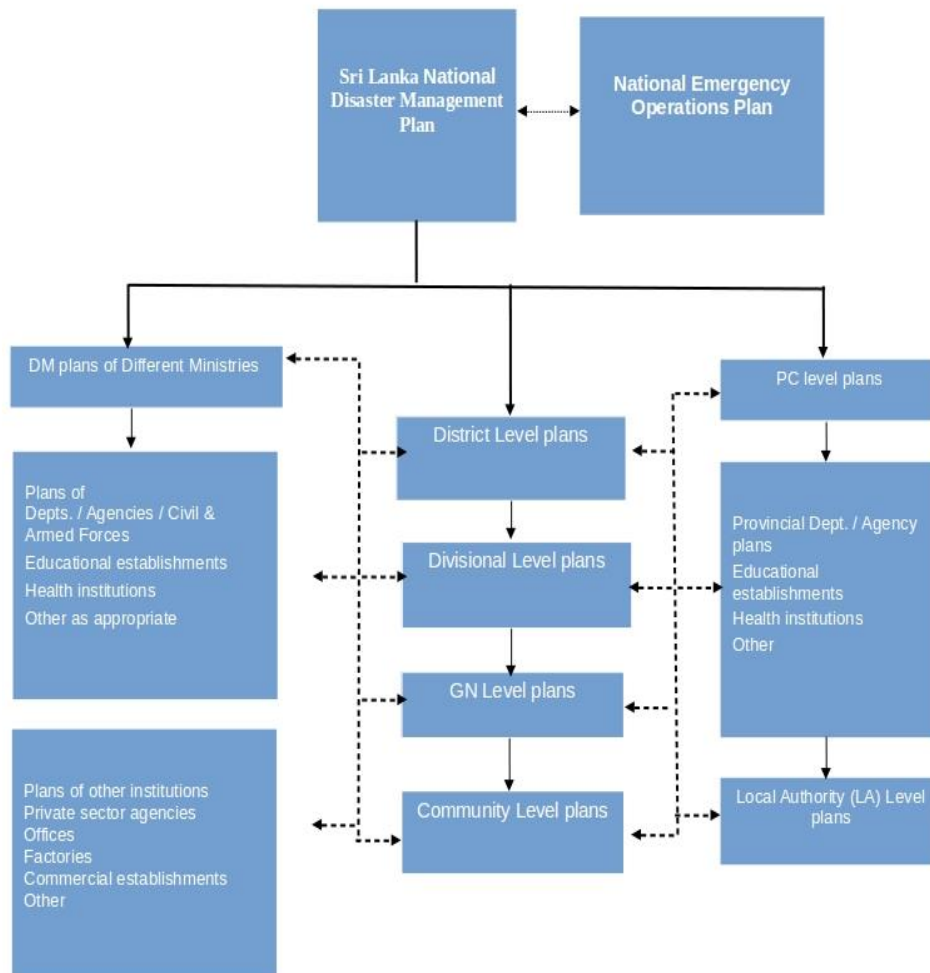 Sri Lanka National
Disaster Management
Plan
National Emergency
Operations Plan
DM plans of Different Ministries
PC level plans
District Level plans
Plans of
Depts. / Agencies / Civil &
Armed Forces
Educational establishments
Health institutions
Other as appropriate
Divisional Level plans
Provincial Dept. / Agency
plans
Educational
establishments
Health institutions
Other
GN Level plans
Plans of other institutions
Private sector agencies
Offices
Factories
Commercial establishments
Other
Community Level plans
Local Authority (LA) Level
plans